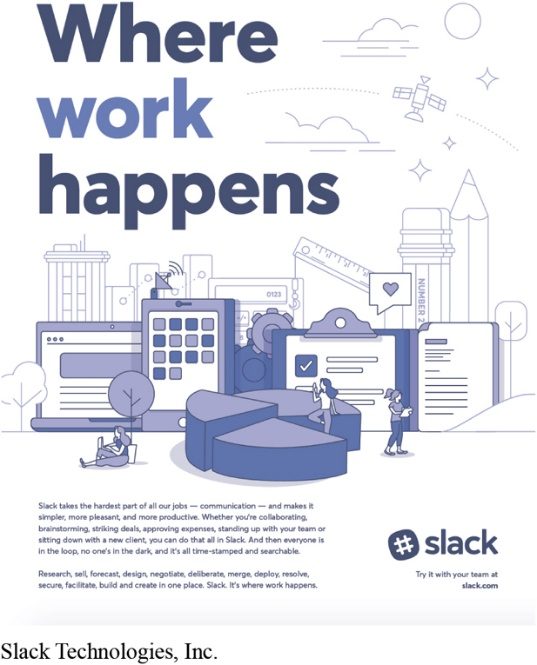 Where
work
happens
0123
NUMBER 2
Slack takes the hardest part of all our jobs — communication — and makes it
simpler, more pleasant, and more productive. Whether you're collaborating,
brainstorming, striking deals, approving expenses, standing up with your team or
sitting down with a new client, you can do that all in Slack. And then everyone is
in the loop, no one's in the dark, and it's all time-stamped and searchable.
Research, sell, forecast, design, negotiate, deliberate, merge, deploy, resolve,
secure, facilitate, build and create in one place. Slack. It's where work happens.
slack
Try it with your team at
slack.com
Slack Technologies, Inc.